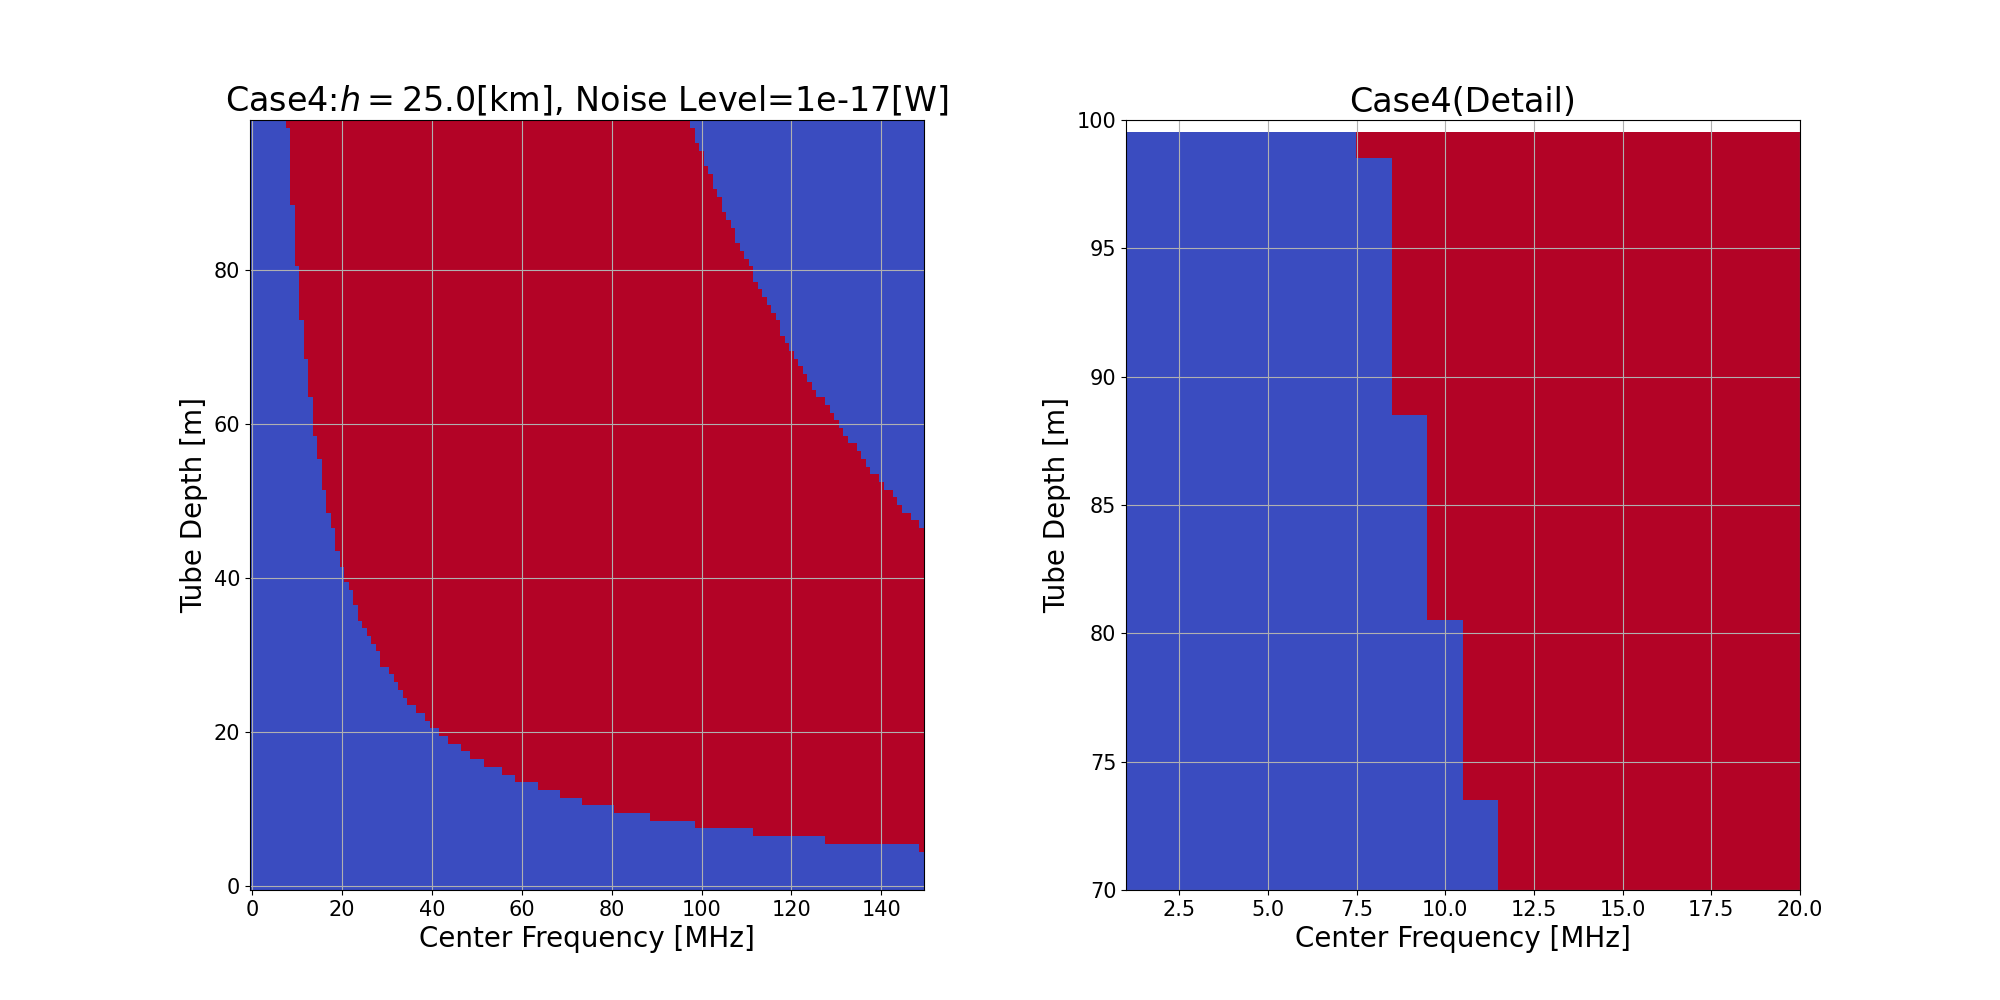 Case4:h = 25.0[km], Noise Level=1e-17[W]
80
60
40
20
0
Tube Depth [m]
0 20 40 60 80 100 120 140
Center Frequency [MHz]
Case4(Detail)
100
95
90
85
80
75
70
Tube Depth [m]
2.5 5.0 7.5 10.0 12.5 15.0 17.5 20.0
Center Frequency [MHz]